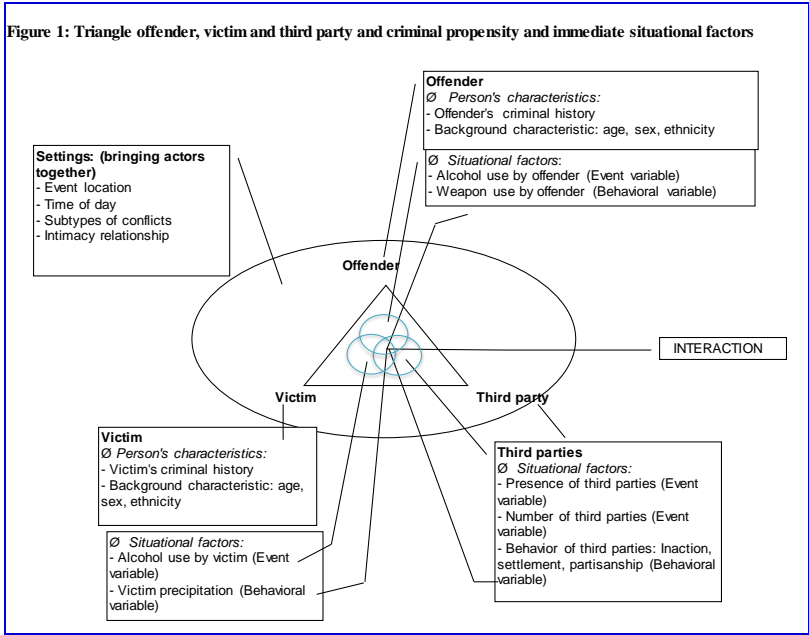 Figure 1: Triangle offender, victim and third party and criminal propensity and immediate situational factors
Offender
Ø Person's characteristics:
- Offender's criminal history
- Background characteristic: age, sex, ethnicity
Ø Situational factors:
- Alcohol use by offender (Event variable)
- Weapon use by offender (Behavioral variable)
Settings: (bringing actors
together)
- Event location
- Time of day
- Subtypes of conflicts
- Intimacy relationship
Offender
INTERACTION
Victim
Third party
Victim
Ø Person's characteristics:
- Victim's criminal history
- Background characteristic: age,
sex, ethnicity
Ø Situational factors:
- Alcohol use by victim (Event
variable)
- Victim precipitation (Behavioral
variable)
Third parties
Ø Situational factors:
- Presence of third parties (Event
variable)
- Number of third parties (Event
variable)
- Behavior of third parties: Inaction,
settlement, partisanship (Behavioral
variable)